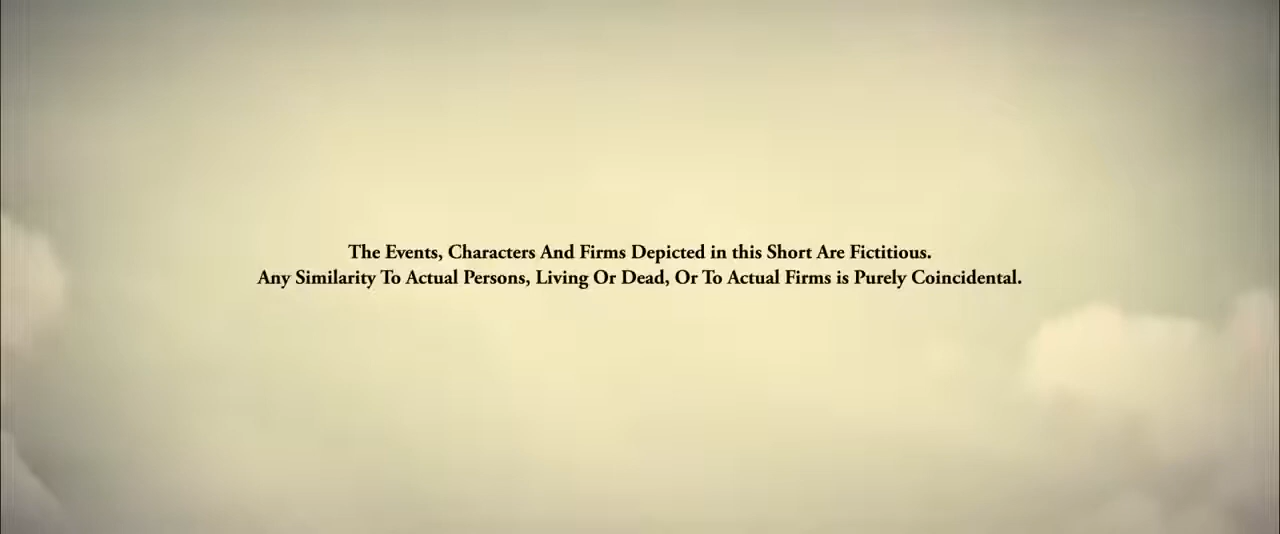 The Events, Characters And Firms Depicted in this Short Are Fictitious.
Any Similarity To Actual Persons, Living Or Dead, Or To Actual Firms is Purely Coincidental.